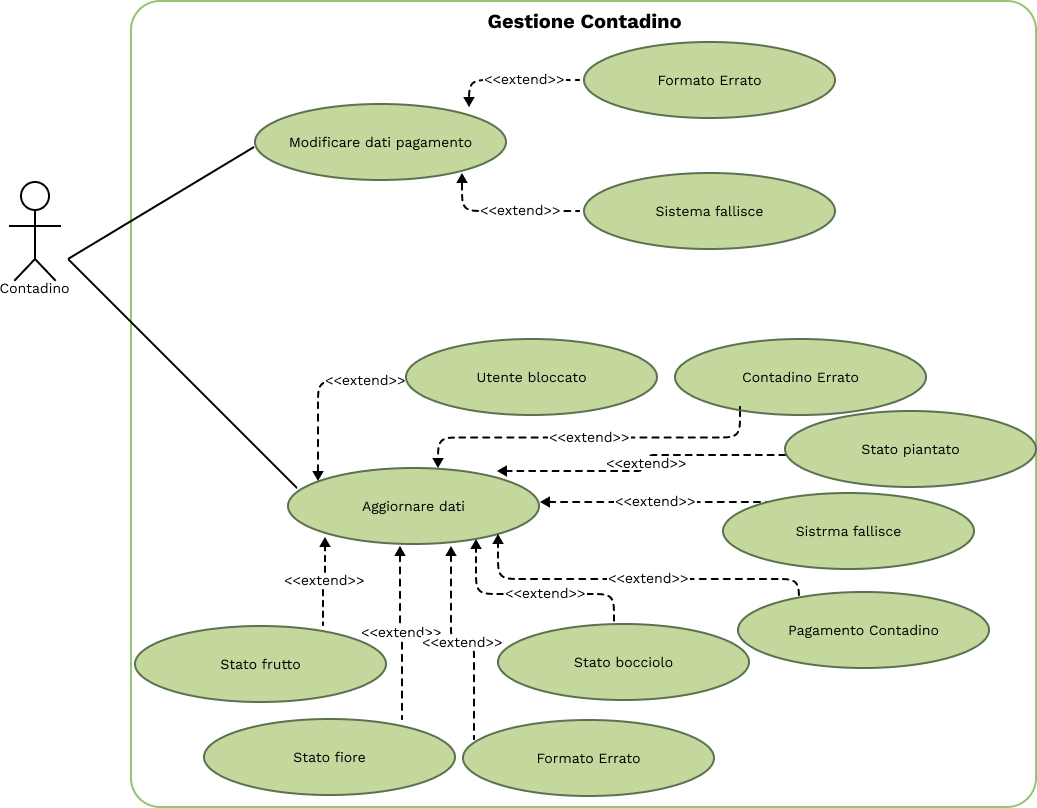 Gestione Contadino
<<extend>>
Formato Errato
Modificare dati pagamento
<<extend>>
Sistema fallisce
Contadino
<<extend>>
Utente bloccato
Contadino Errato
<<extend>>
Stato piantato
<<extend>>
Aggiornare dati
<<extend>>
Sistrma fallisce
<<extend>>
<<extend>>
<<extend>>
Pagamento Contadino
<<extend>>
<<extend>>
Stato frutto
Stato bocciolo
Stato fiore
Formato Errato